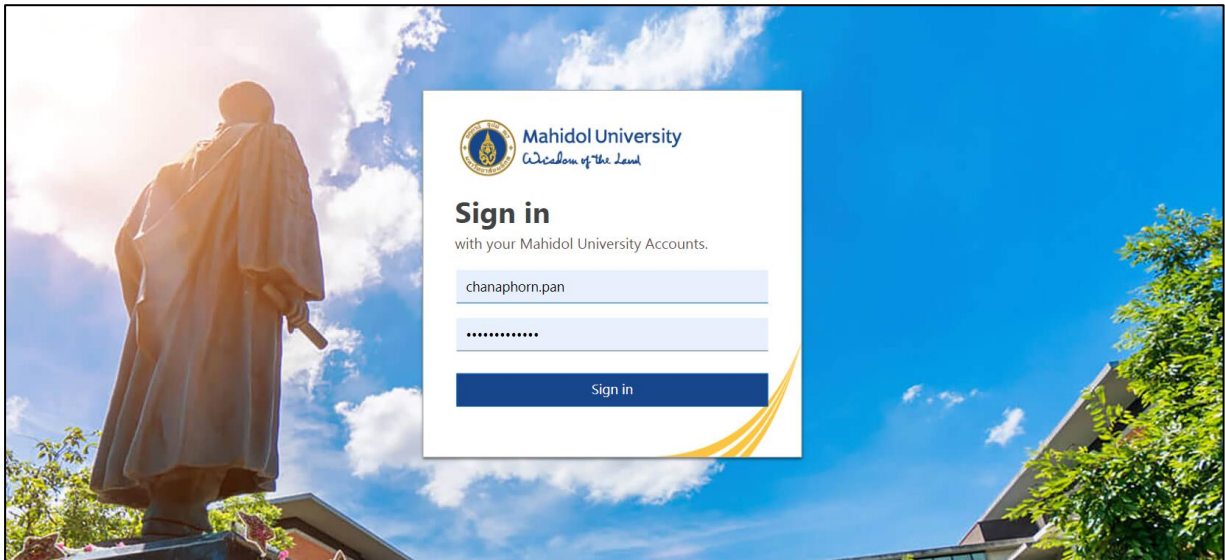 Mahidol University
Wisdom of the Land
Sign in
with your Mahidol University Accounts.
chanaphorn.pan
•••••••••••••
Sign in